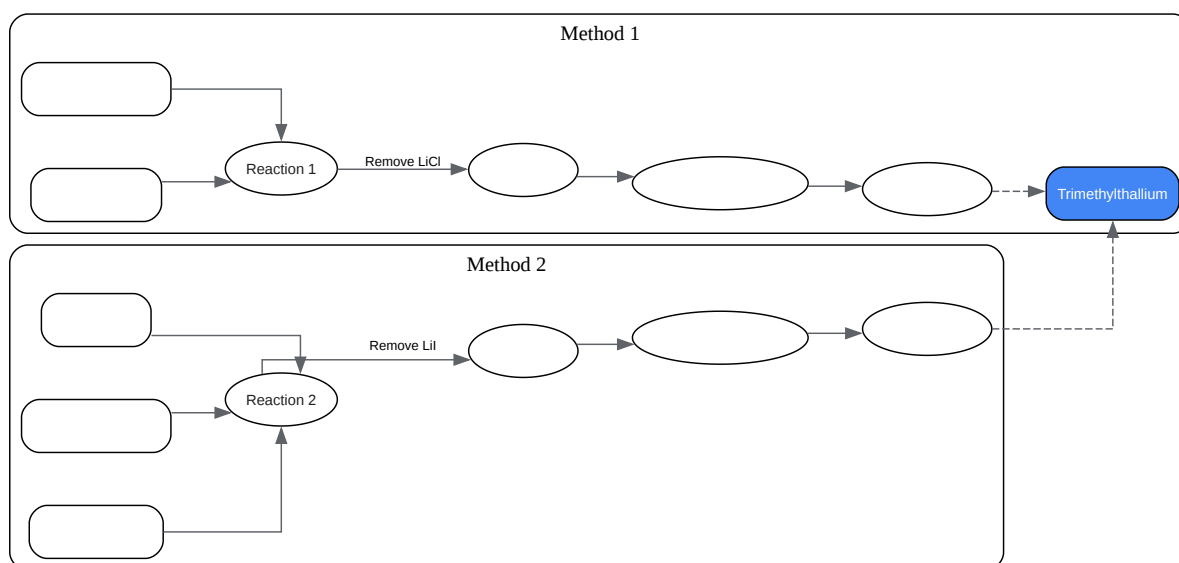 Method 1
Reaction 1
Remove LiCl
Trimethylthallium
Method 2
Remove LiI
Reaction 2